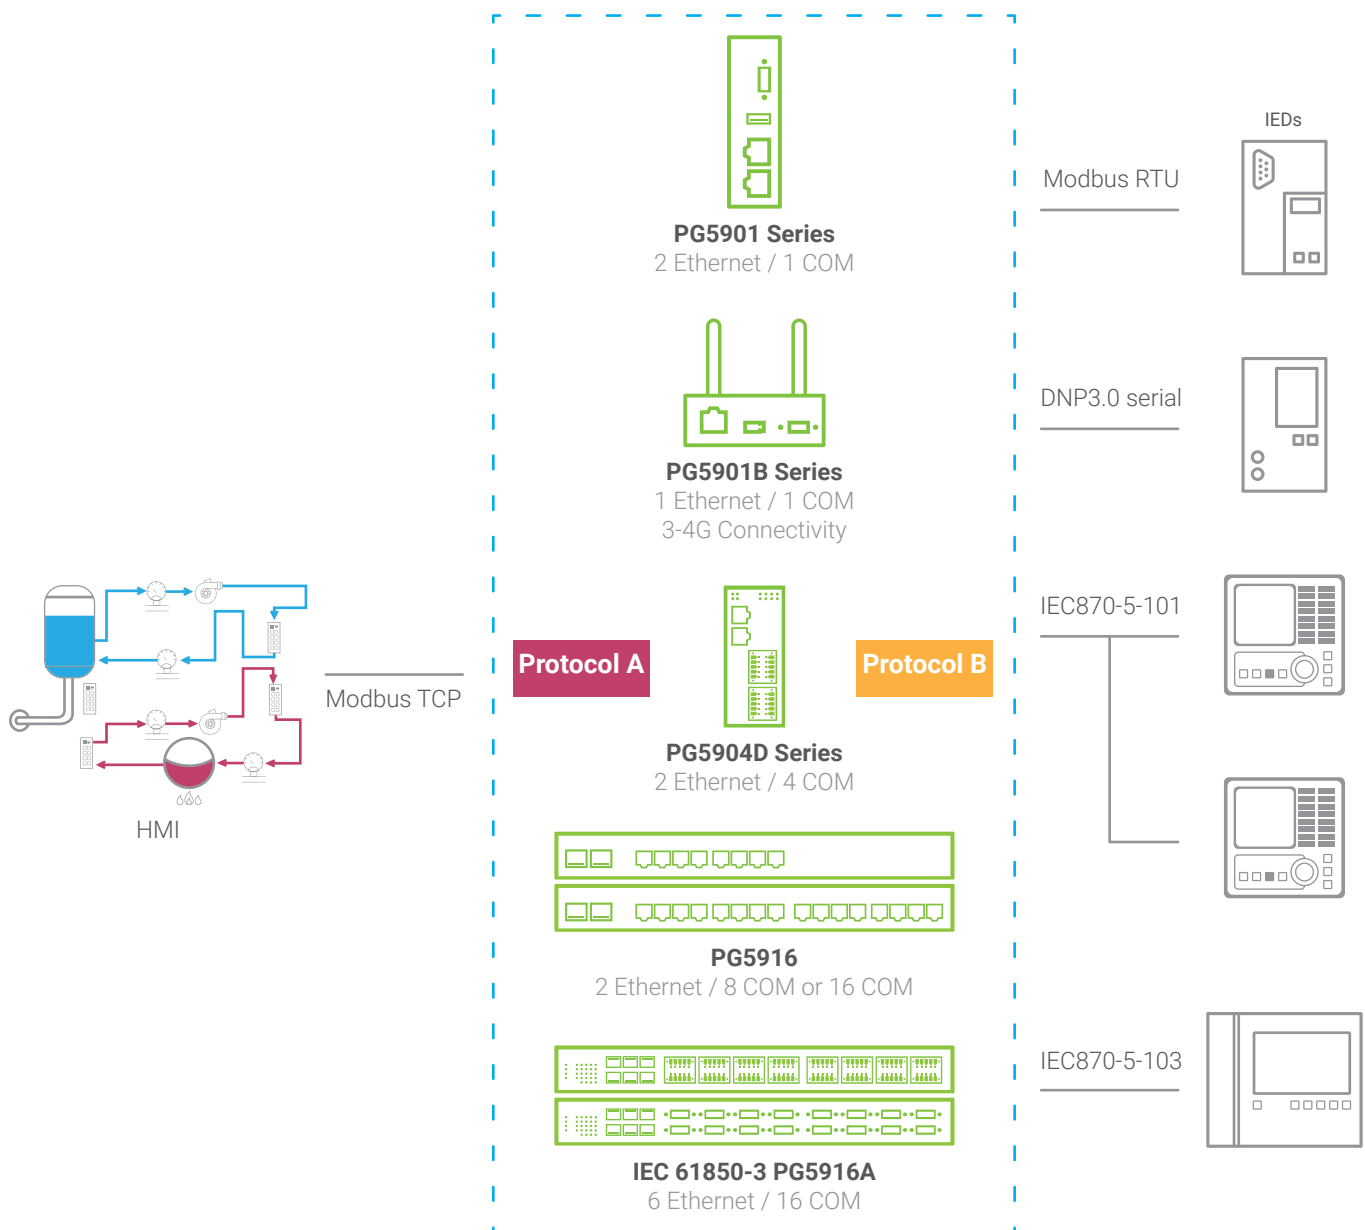 PG5901 Series
2 Ethernet / 1 COM
PG5901B Series
1 Ethernet / 1 COM
3-4G Connectivity
Protocol A
Protocol B
PG5904D Series
2 Ethernet / 4 COM
PG5916
2 Ethernet / 8 COM or 16 COM
IEC 61850-3 PG5916A
6 Ethernet / 16 COM
Modbus TCP
HMI
IEDs
Modbus RTU
DNP3.0 serial
IEC870-5-101
IEC870-5-103